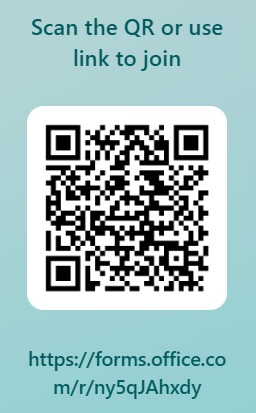 Scan the QR or use
link to join
https://forms.office.co
m/r/ny5qJAhxdy